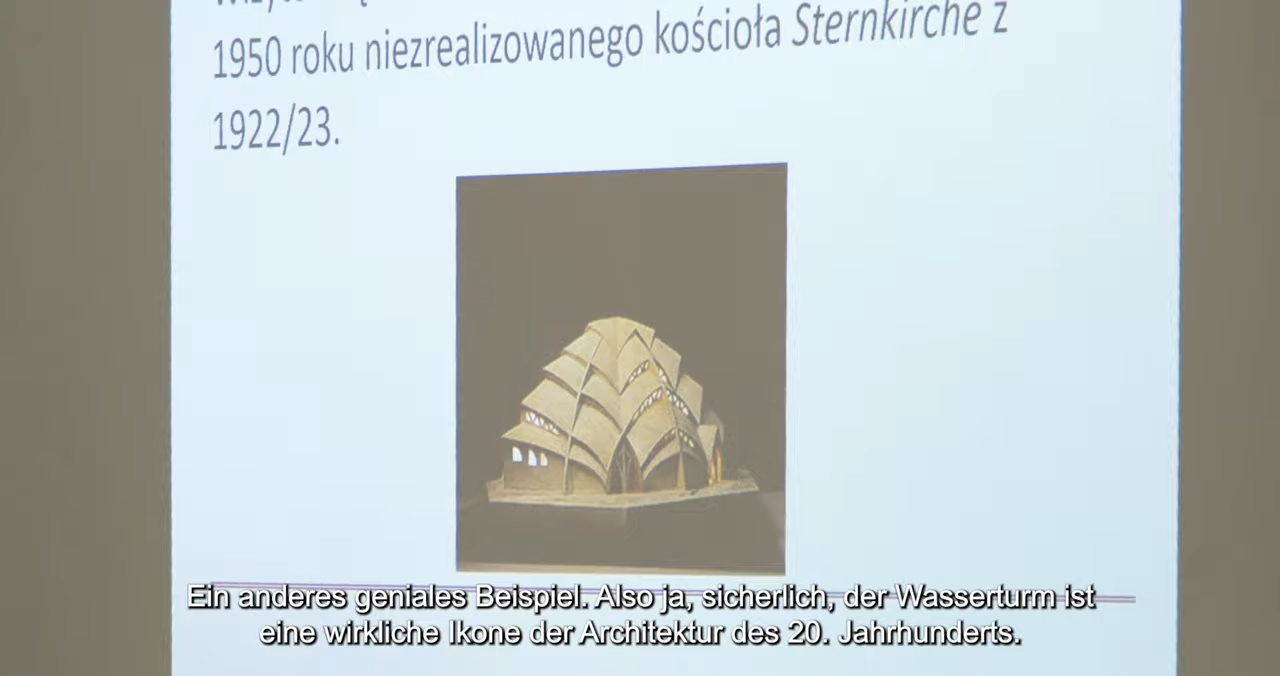 1950 roku niezrealizowanego kościoła Sternkirche z
1922/23.
Ein anderes geniales Beispiel. Also ja, sicherlich, der Wasserturm ist
eine wirkliche Ikone der Architektur des 20. Jahrhunderts.